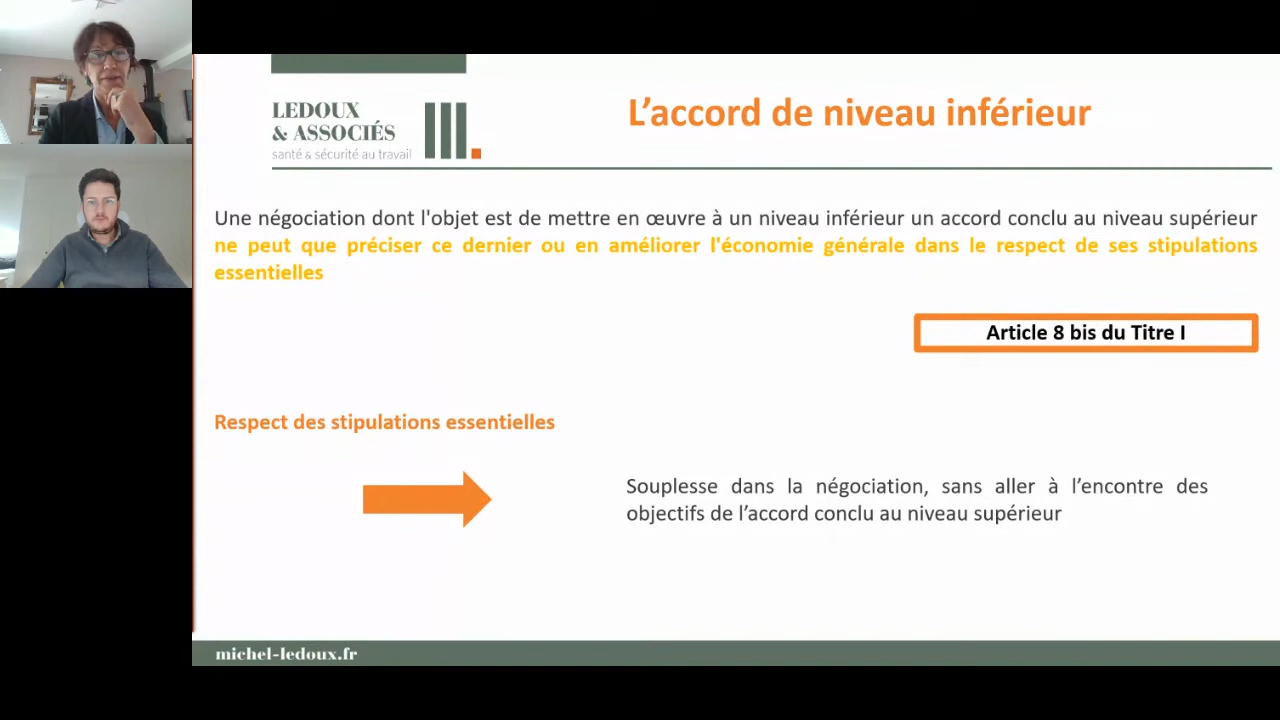 LEDOUX
& ASSOCIÉS
santé & sécurité au travail
L’accord de niveau inférieur
Une négociation dont l'objet est de mettre en œuvre à un niveau inférieur un accord conclu au niveau supérieur
ne peut que préciser ce dernier ou en améliorer l'économie générale dans le respect de ses stipulations
essentielles
Article 8 bis du Titre I
Respect des stipulations essentielles
Souplesse dans la négociation, sans aller à l’encontre des
objectifs de l’accord conclu au niveau supérieur
michel-ledoux.fr